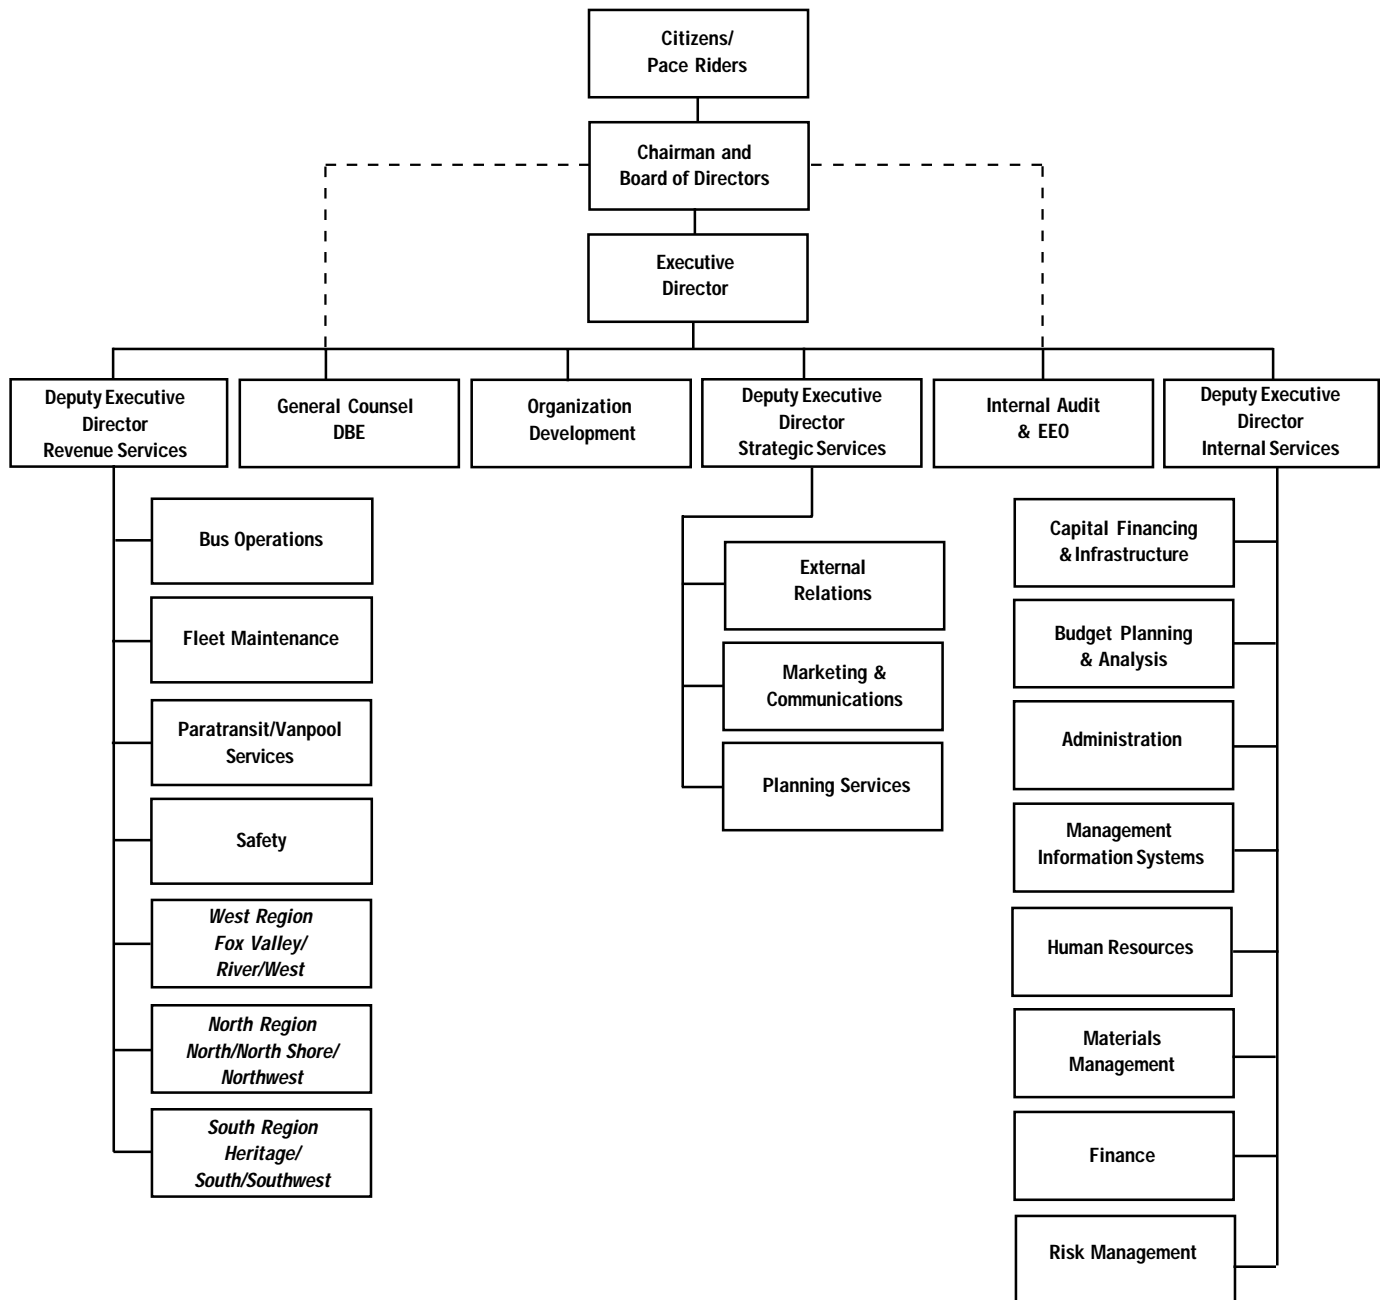 Citizens/
Pace Riders
Chairman and
Board of Directors
Executive
Director
Deputy Executive
Director
Revenue Services
General Counsel
DBE
Organization
Development
Deputy Executive
Director
Strategic Services
Internal Audit
& EEO
Deputy Executive
Director
Internal Services
Bus Operations
Fleet Maintenance
Paratransit/Vanpool
Services
Safety
West Region
Fox Valley/
River/West
North Region
North/North Shore/
Northwest
South Region
Heritage/
South/Southwest
External
Relations
Marketing &
Communications
Planning Services
Capital Financing
& Infrastructure
Budget Planning
& Analysis
Administration
Management
Information Systems
Human Resources
Materials
Management
Finance
Risk Management